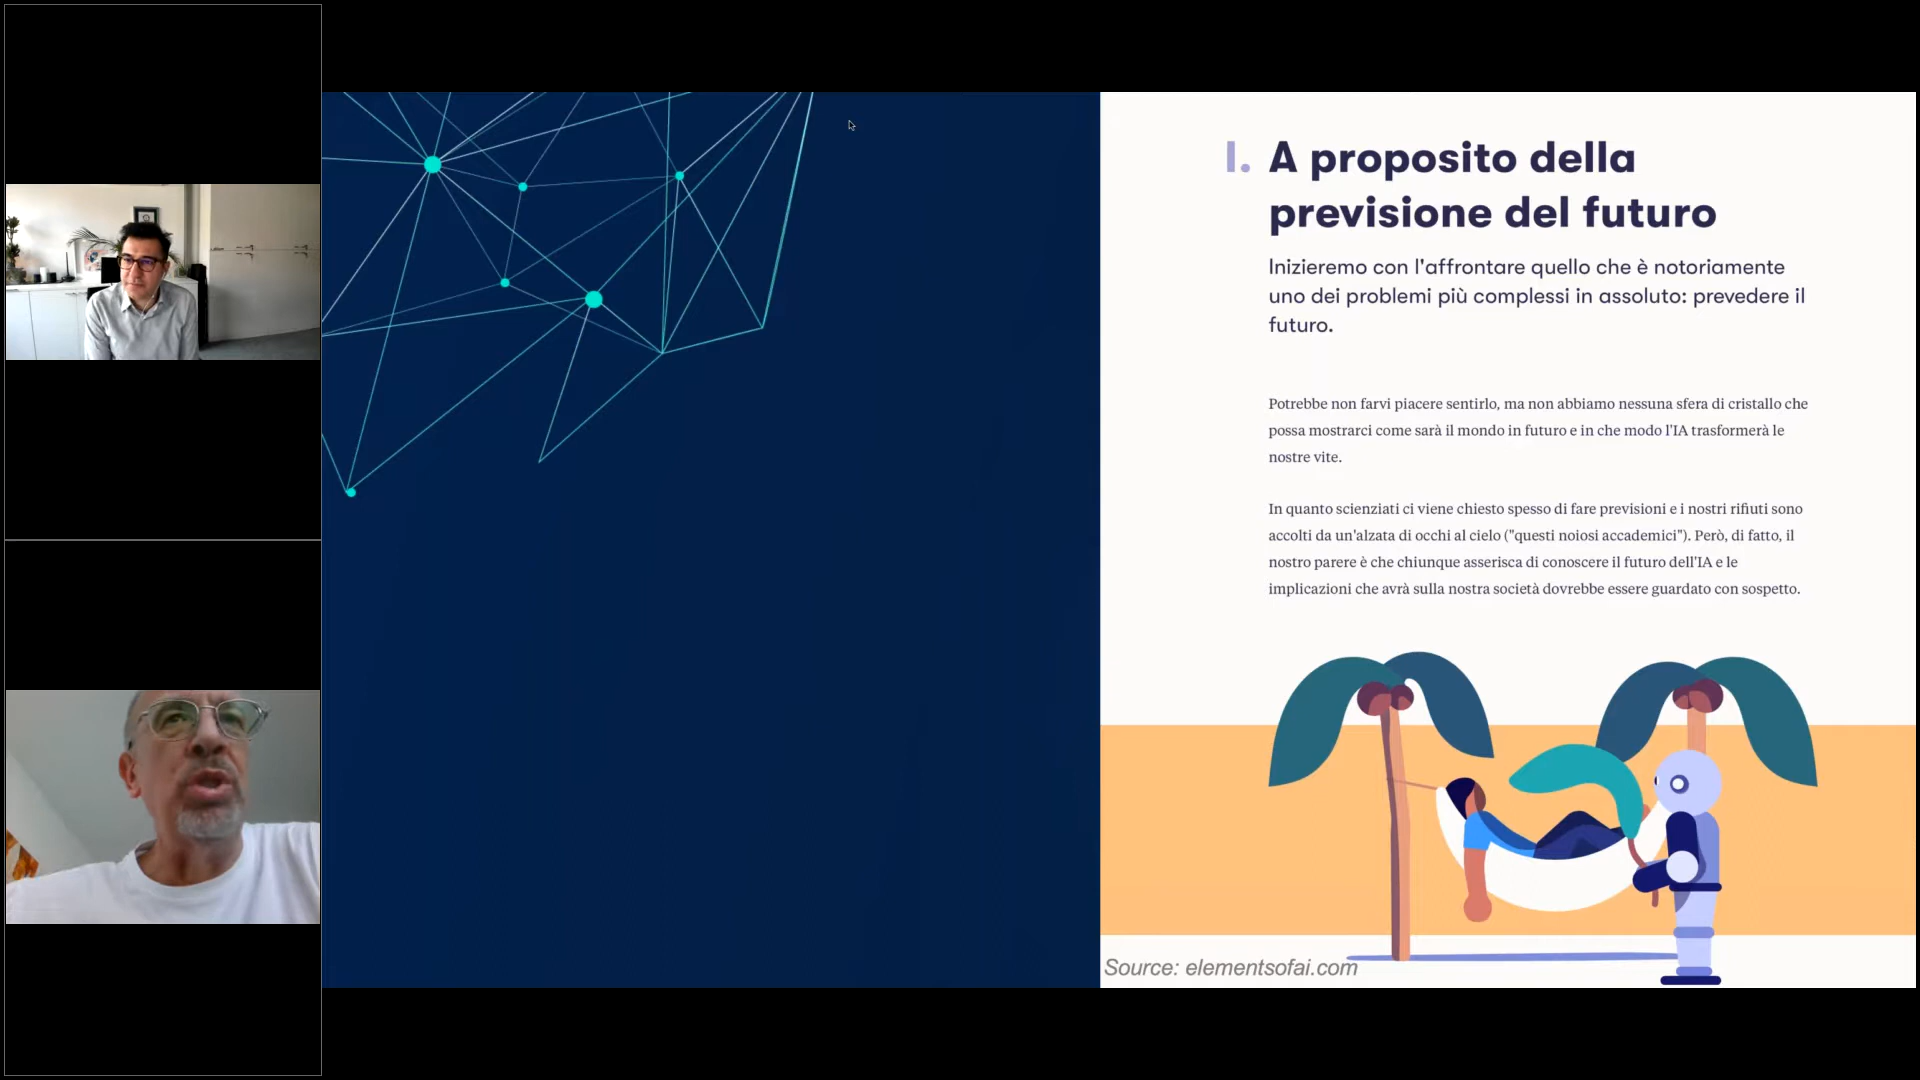 I. A proposito della
previsione del futuro
Inizieremo con l'affrontare quello che è notoriamente
uno dei problemi più complessi in assoluto: prevedere il
futuro.
Potrebbe non farvi piacere sentirlo, ma non abbiamo nessuna sfera di cristallo che
possa mostrarci come sarà il mondo in futuro e in che modo l'IA trasformerà le
nostre vite.
In quanto scienziati ci viene chiesto spesso di fare previsioni e i nostri rifiuti sono
accolti da un'alzata di occhi al cielo ("questi noiosi accademici"). Però, di fatto, il
nostro parere è che chiunque asserisca di conoscere il futuro dell'IA e le
implicazioni che avrà sulla nostra società dovrebbe essere guardato con sospetto.
Source: elementsofai.com